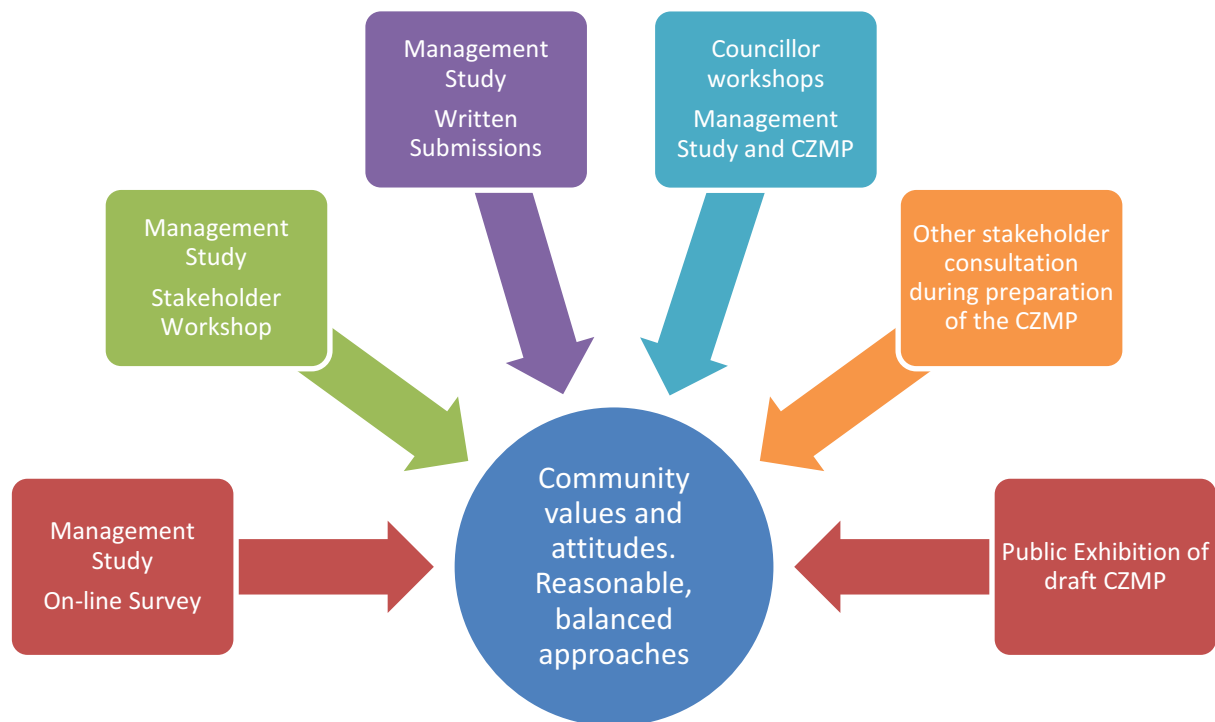 Management
Study
Written
Submissions
Councillor
workshops
Management
Study and CZMP
Management
Study
Stakeholder
Workshop
Other stakeholder
consultation
during preparation
of the CZMP
Management
Study
On-line Survey
Community
values and
attitudes.
Reasonable,
balanced
approaches
Public Exhibition of
draft CZMP